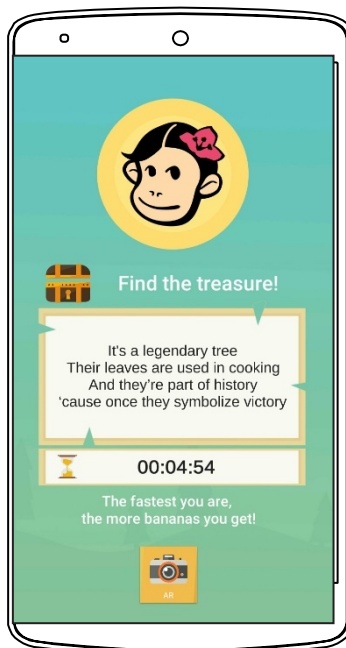 Find the treasure!
It's a legendary tree
Their leaves are used in cooking
And they're part of history
‘cause once they symbolize victory
00:04:54
The fastest you are,
the more bananas you get!
AR